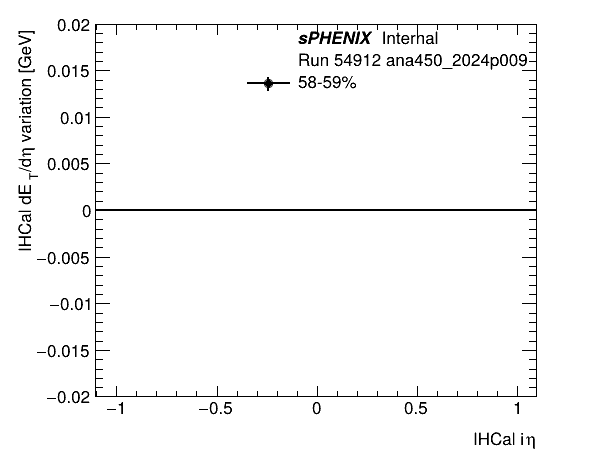 sPHENIX Internal
Run 54912 ana450_2024p009
58-59%
IHCal dE_T/dη variation [GeV]
0.02
0.015
0.01
0.005
0
−0.005
−0.01
−0.015
−0.02
−1 −0.5 0 0.5 1
IHCal iη